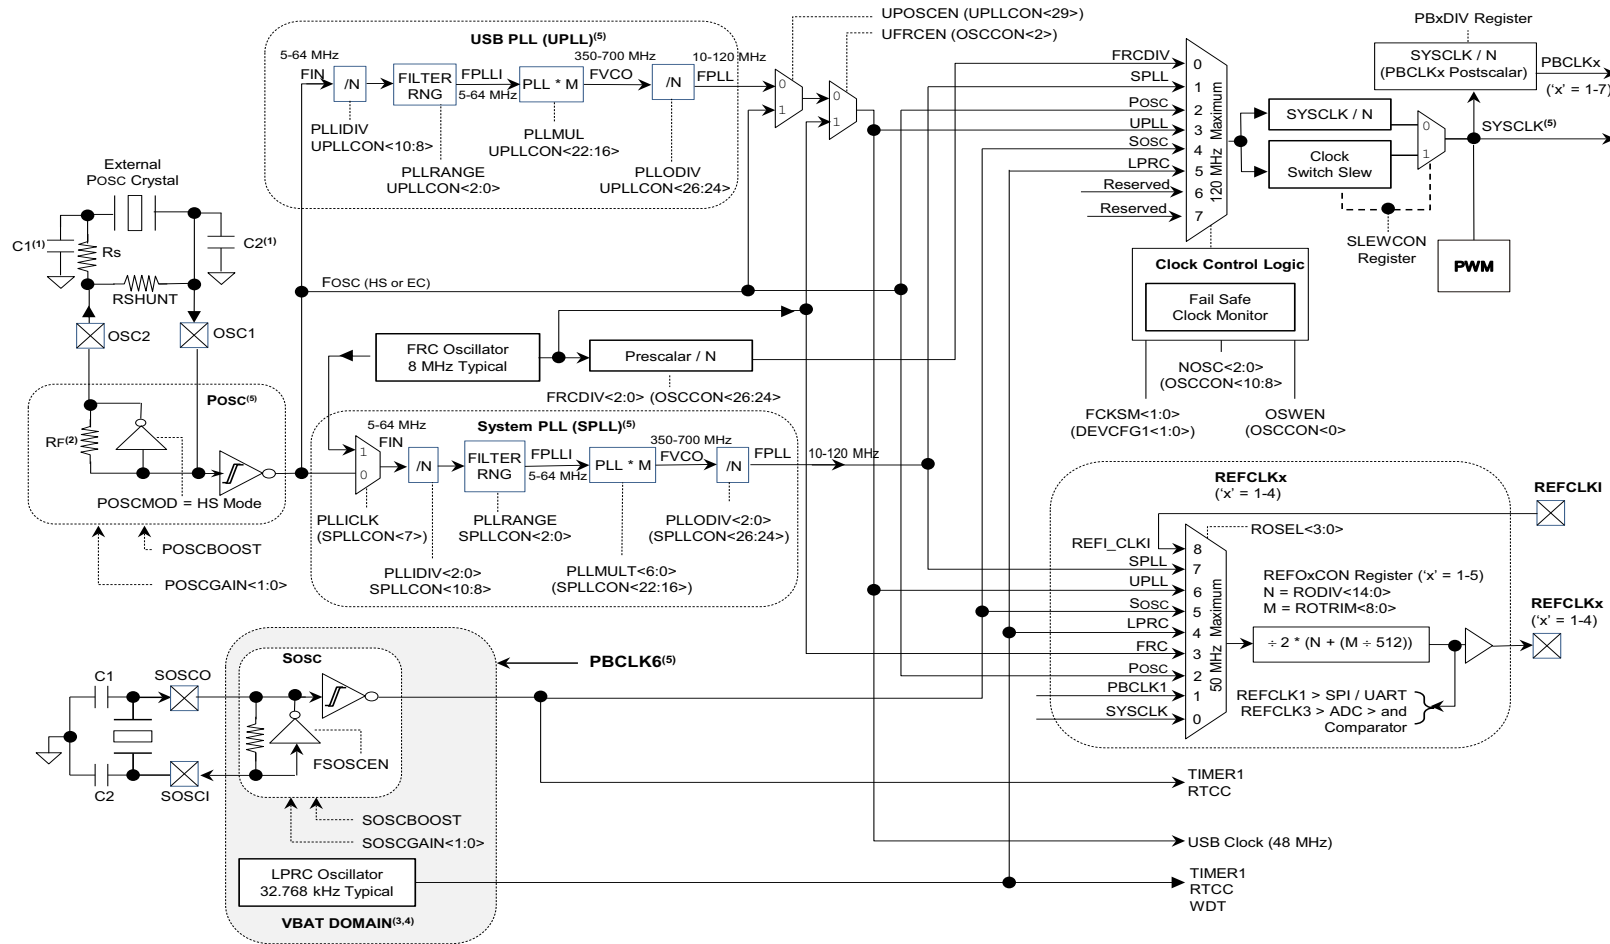 USB PLL (UPLL)(5)
5-64 MHz
FIN
/N
FILTER
RNG
FPLLI
5-64 MHz
PLL * M
350-700 MHz
FVCO
/N
10-120 MHz
FPLL
PLLIDIV
UPLLCON<10:8>
PLLRANGE
UPLLCON<2:0>
PLLMUL
UPLLCON<22:16>
PLLODIV
UPLLCON<26:24>
UPOSCEN (UPLLCON<29>)
UFRCEN (OSCCON<2>)
0
1
0
1
External
POSC Crystal
C1(1)
Rs
C2(1)
RSHUNT
OSC2
OSC1
POSC(5)
RF(2)
POSCMOD = HS Mode
POSCBOOST
POSCGAIN<1:0>
FOSC (HS or EC)
FRC Oscillator
8 MHz Typical
Prescalar / N
FRCDIV<2:0> (OSCCON<26:24>
System PLL (SPLL)(5)
5-64 MHz
FIN
1
0
/N
FILTER
RNG
FPLLI
5-64 MHz
PLL * M
350-700 MHz
FVCO
/N
FPLL
10-120 MHz
PLLICLK
(SPLLCON<7>)
PLLRANGE
SPLLCON<2:0>
PLLODIV<2:0>
(SPLLCON<26:24>)
PLLIDIV<2:0>
SPLLCON<10:8>
PLLMULT<6:0>
(SPLLCON<22:16>)
FRCDIV
0
SPLL
1
POSC
2
UPLL
3
SOSC
4
LPRC
5
Reserved
6
Reserved
7
120 MHz Maximum
SYSCLK / N
Clock
Switch Slew
0
1
PBxDIV Register
SYSCLK / N
(PBCLKx Postscalar)
PBCLKx
('x' = 1-7)
SYSCLK(5)
SLEWCON
Register
PWM
Clock Control Logic
Fail Safe
Clock Monitor
NOSC<2:0>
(OSCCON<10:8>
FCKSM<1:0>
(DEVCFG1<1:0>)
OSWEN
(OSCCON<0>
REFCLKx
('x' = 1-4)
REFCLKI
ROSEL<3:0>
REFI_CLKI
8
SPLL
7
UPLL
6
SOSC
5
LPRC
4
FRC
3
POSC
2
PBCLK1
1
SYSCLK
0
50 MHz Maximum
REFOxCON Register ('x' = 1-5)
N = RODIV<14:0>
M = ROTRIM<8:0>
÷ 2 * (N + (M ÷ 512))
REFCLKx
('x' = 1-4)
REFCLK1 > SPI / UART
REFCLK3 > ADC > and
Comparator
C1
C2
SOSCO
SOSCI
SOSC
FSOSCEN
PBCLK6(5)
SOSCBOOST
SOSCGAIN<1:0>
LPRC Oscillator
32.768 kHz Typical
VBAT DOMAIN(3,4)
TIMER1
RTCC
USB Clock (48 MHz)
TIMER1
RTCC
WDT